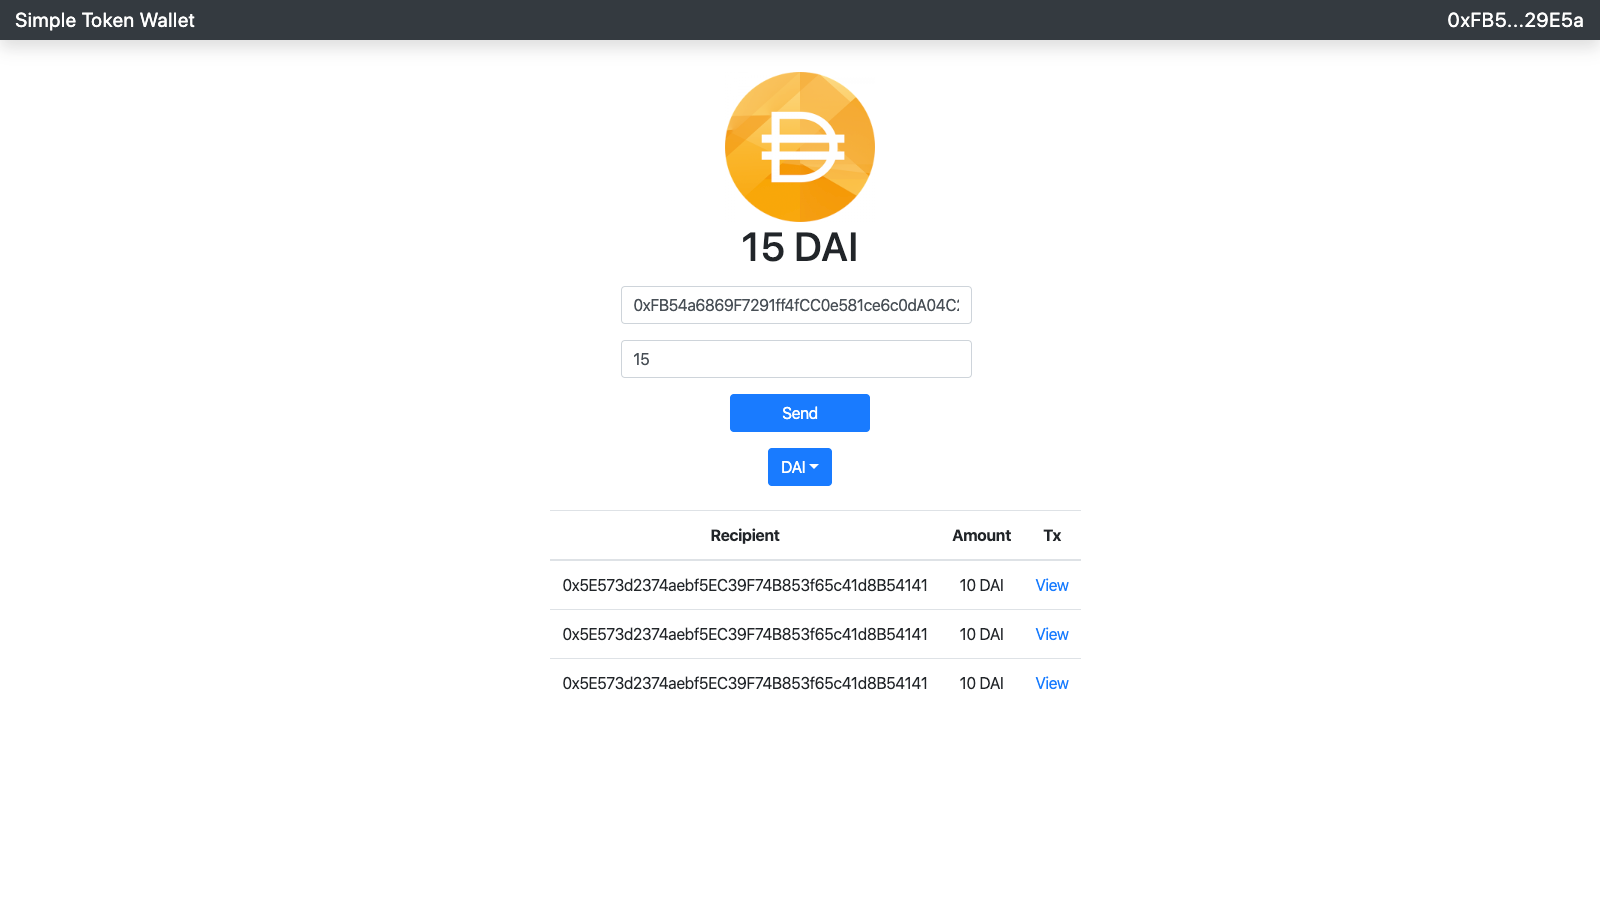 Simple Token Wallet 0xFB5...29E5a
15 DAI
0xFB54a6869F7291ff4fCC0e581ce6c0dA04C
15
Send
DAI
Recipient Amount Tx
0x5E573d2374aebf5EC39F74B853f65c41d8B54141 10 DAI View
0x5E573d2374aebf5EC39F74B853f65c41d8B54141 10 DAI View
0x5E573d2374aebf5EC39F74B853f65c41d8B54141 10 DAI View